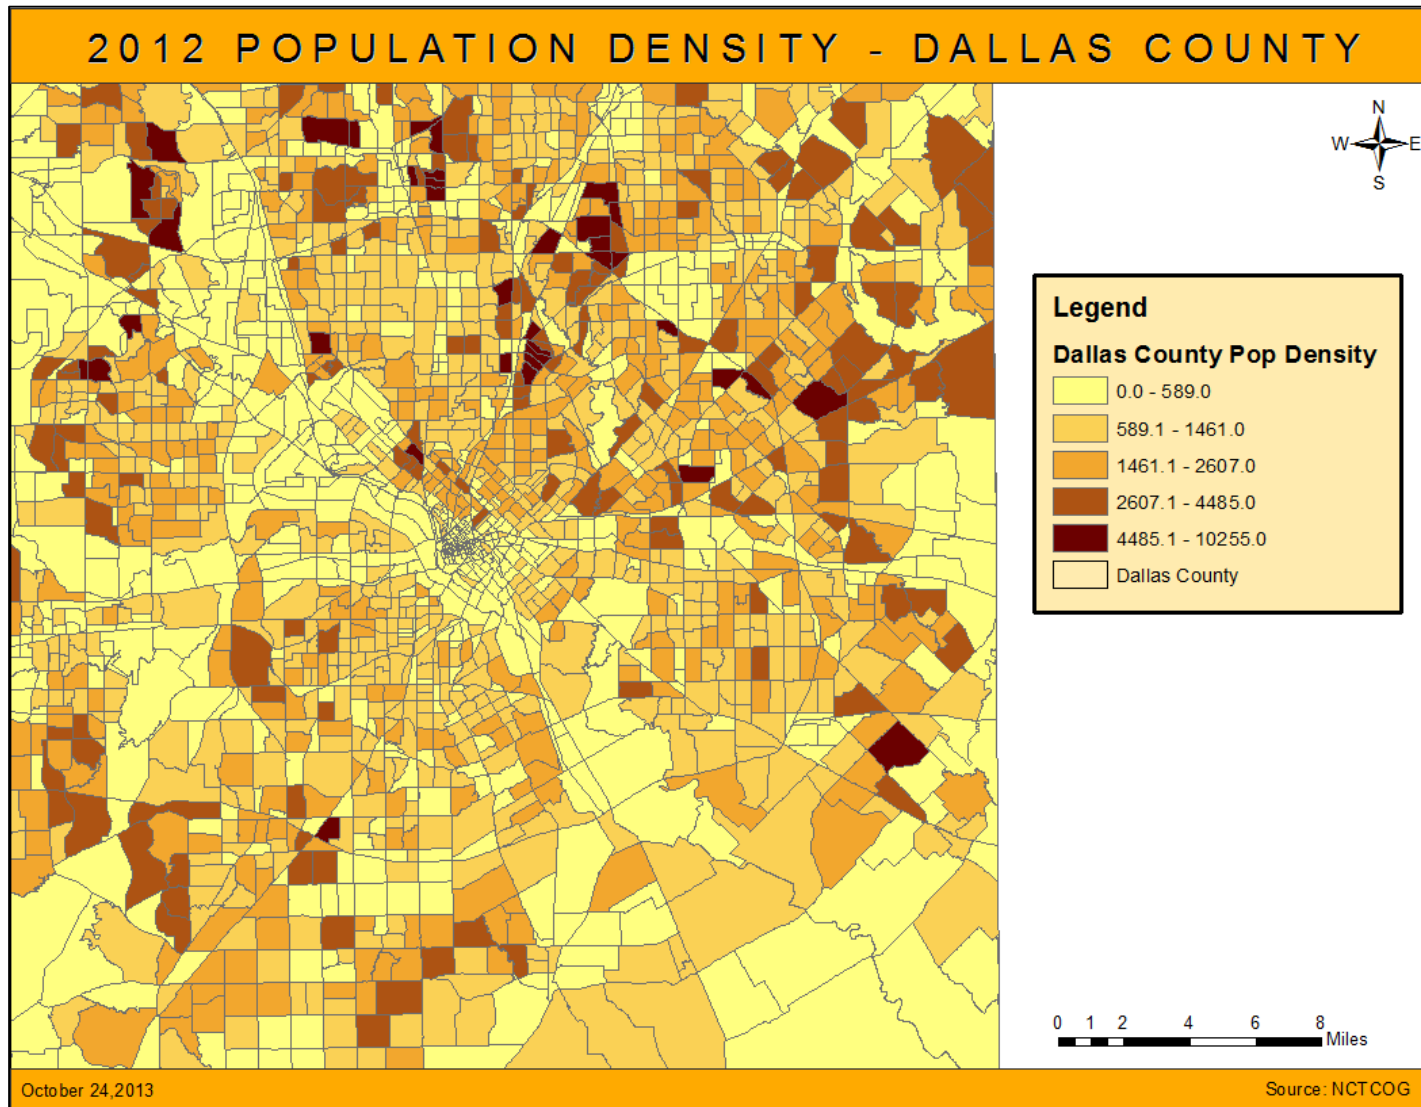 2012 POPULATION DENSITY - DALLAS COUNTY
N
W E
S
Legend
Dallas County Pop Density
0.0 - 589.0
589.1 - 1461.0
1461.1 - 2607.0
2607.1 - 4485.0
4485.1 - 10255.0
Dallas County
0 1 2 4 6 8
Miles
October 24,2013
Source: NCTCOG